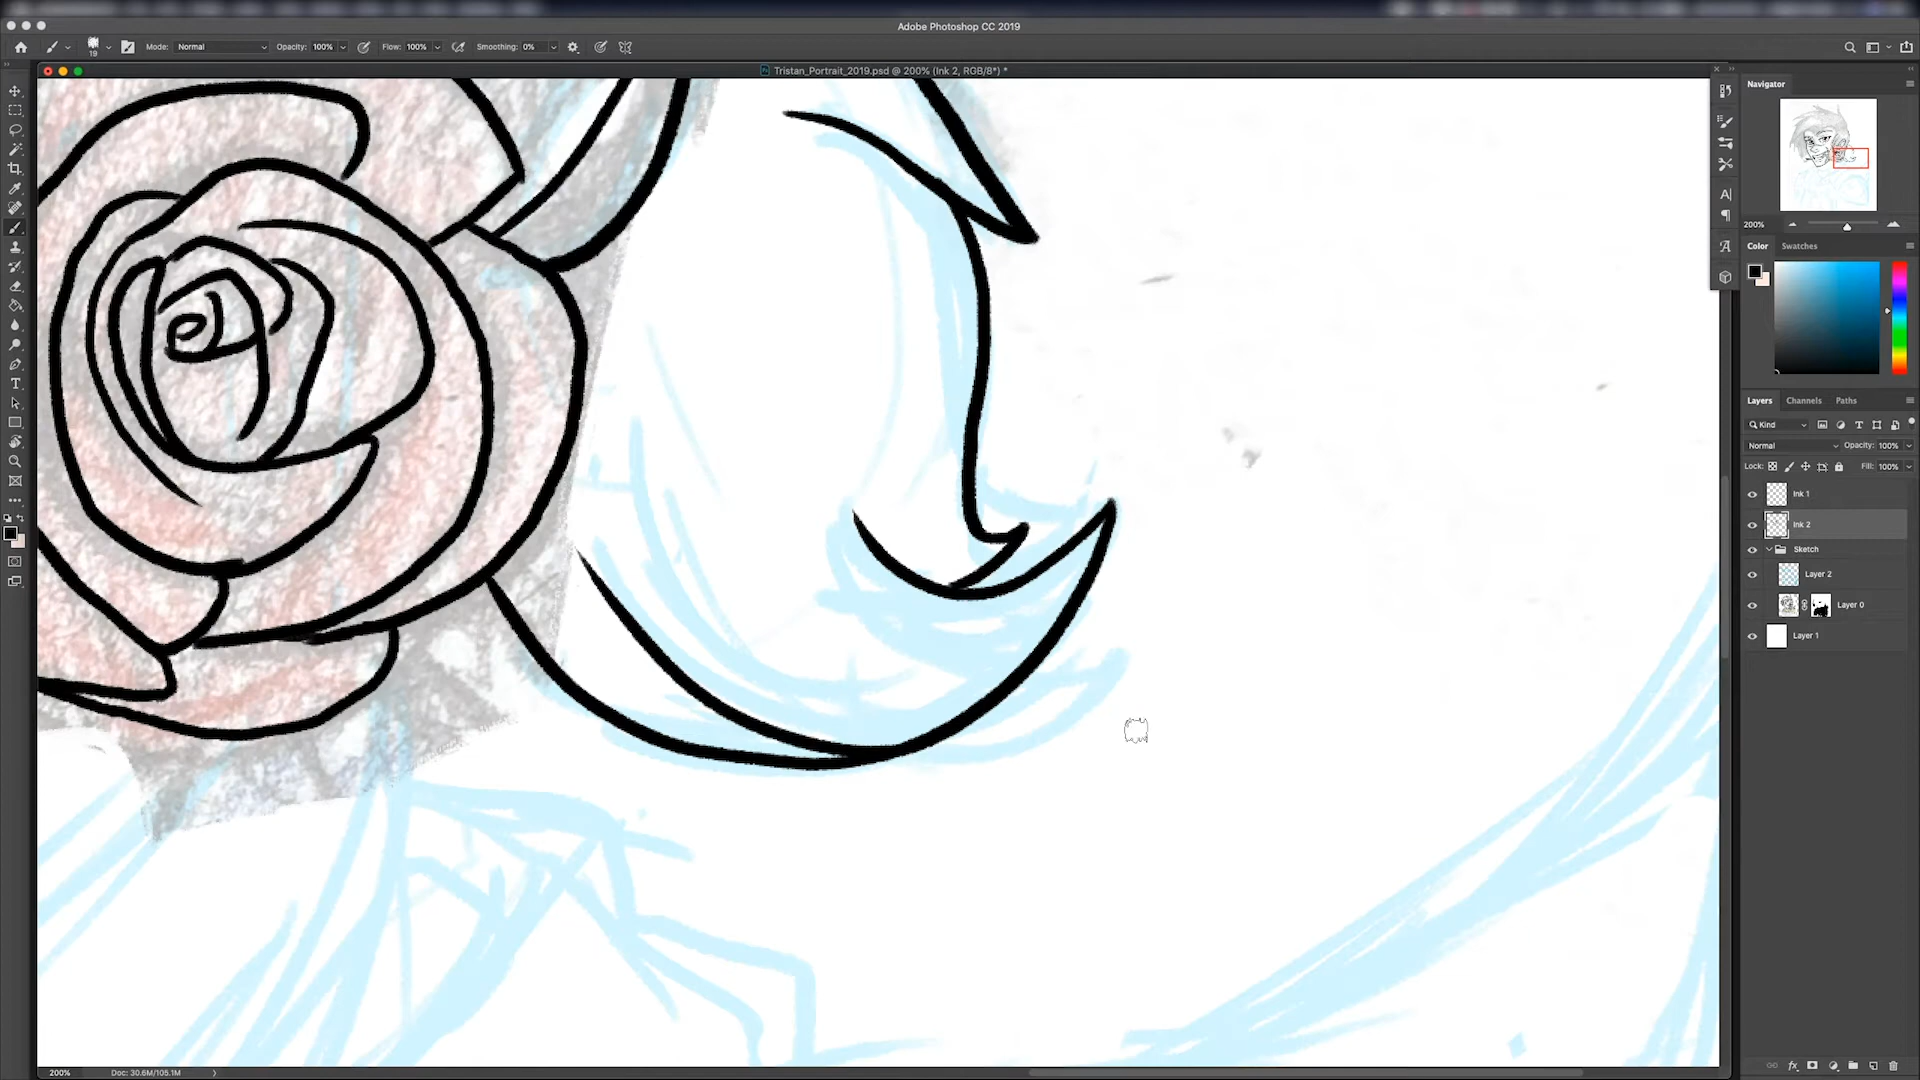 Adobe Photoshop CC 2019
19
Mode: Normal
Opacity: 100%
Flow: 100%
Smoothing: 0%
Tristan_Portrait_2019.psd @ 200% (Ink 2, RGB/8*) *
Navigator
200%
Color
Swatches
Layers
Channels
Paths
Kind
Normal
Opacity: 100%
Lock:
Fill: 100%
Ink 1
Ink 2
Sketch
Layer 2
Layer 0
Layer 1
200%
Doc: 30.6M/105.1M